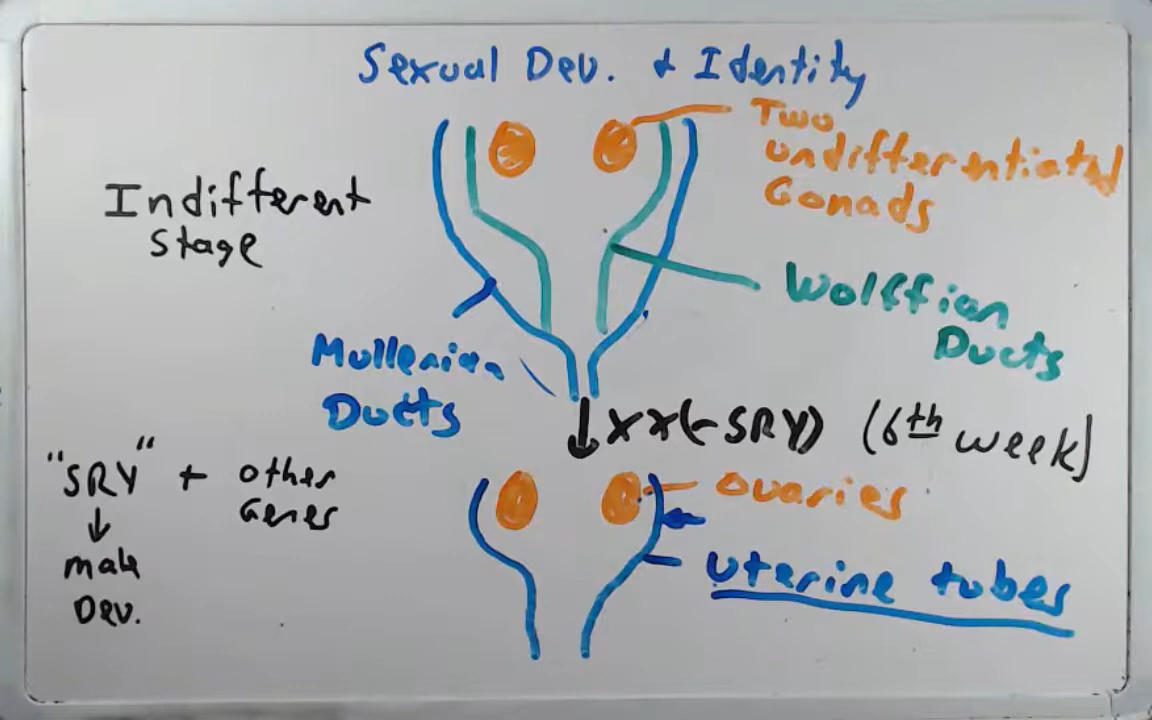 Sexual Dev. + Identity
Two
undifferentiated
Gonads
Indifferent
Stage
Wolffian
Ducts
Mullerian
Ducts
XX(-SRY) (6th week)
"SRY" + other
Genes
male
Dev.
ovaries
uterine tubes